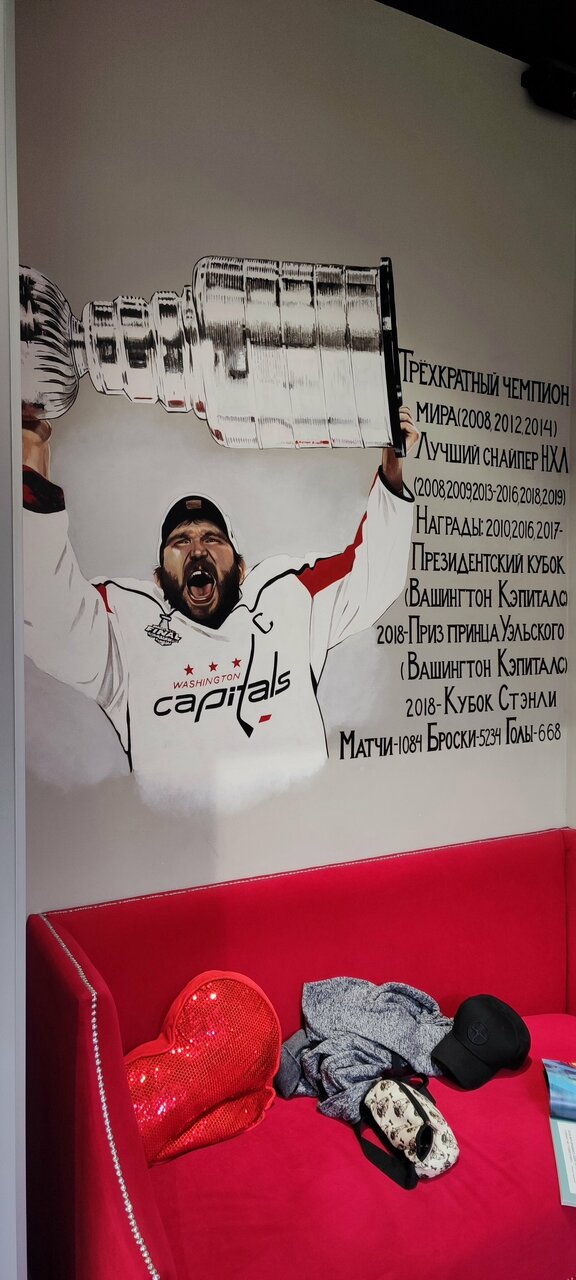 Трёхкратный чемпион
мира(2008,2012,2014)
Лучший снайпер НХЛ
(2008,2009,2013-2016,2018,2019)
Награды: 2010,2016,2017-
Президентский кубок
(Вашингтон Кэпиталс)
2018-Приз принца Уэльского
(Вашингтон Кэпиталс)
2018-Кубок Стэнли
Матчи-1084 Броски-5234 Голы-668
FINAL
C
WASHINGTON
capitals